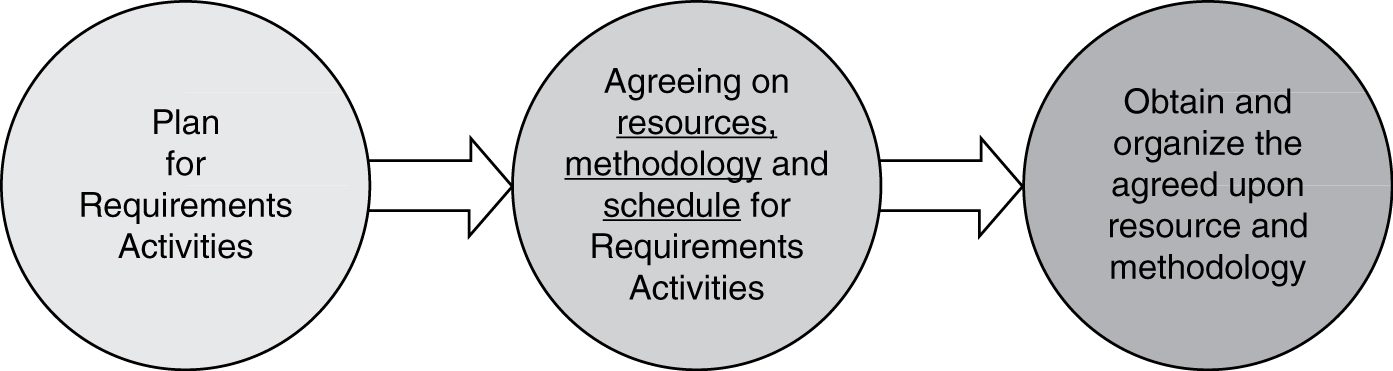 Plan
for
Requirements
Activities
Agreeing on
resources,
methodology and
schedule for
Requirements
Activities
Obtain and
organize the
agreed upon
resource and
methodology